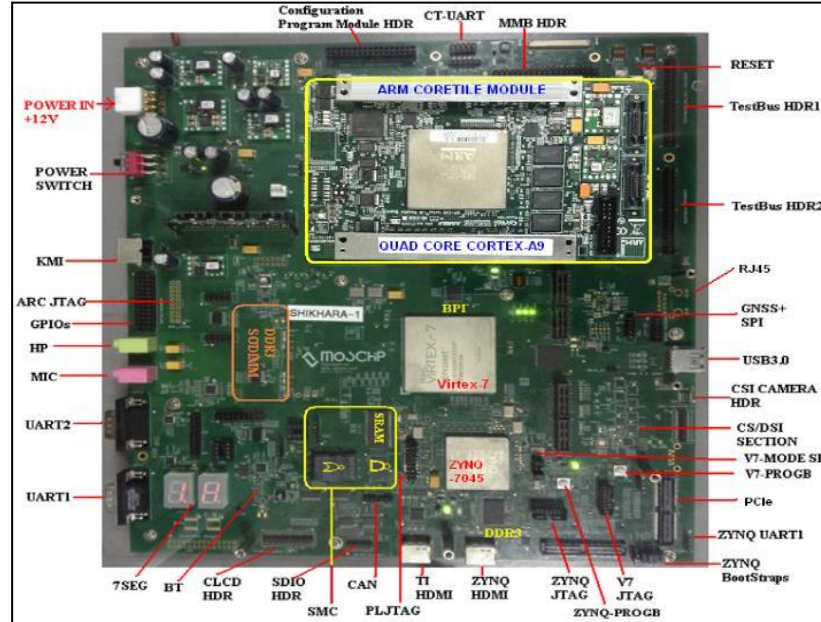 Configuration
Program Module HDR
CT-UART
MMB HDR
RESET
POWER IN
+12V
ARM CORETILE MODULE
TestBus HDR1
POWER
SWITCH
ARM
TestBus HDR2
QUAD CORE CORTEX-A9
KMI
RJ45
ARC JTAG
GNSS+
SPI
GPIOs
SHIKHARA-1
BPI
DDR3
SODIMM
HP
MOSCHIP
VIRTEX-7
USB3.0
MIC
Virtex-7
CSI CAMERA
HDR
UART2
SRAM
CS/DSI
SECTION
V7-MODE SE
ZYNQ
-7045
V7-PROGB
UART1
PCIe
DDR3
ZYNQ UART1
7SEG
BT
CLCD
HDR
SDIO
HDR
SMC
CAN
PLJTAG
TI
HDMI
ZYNQ
HDMI
ZYNQ
JTAG
ZYNQ-PROGB
V7
JTAG
ZYNQ
BootStraps